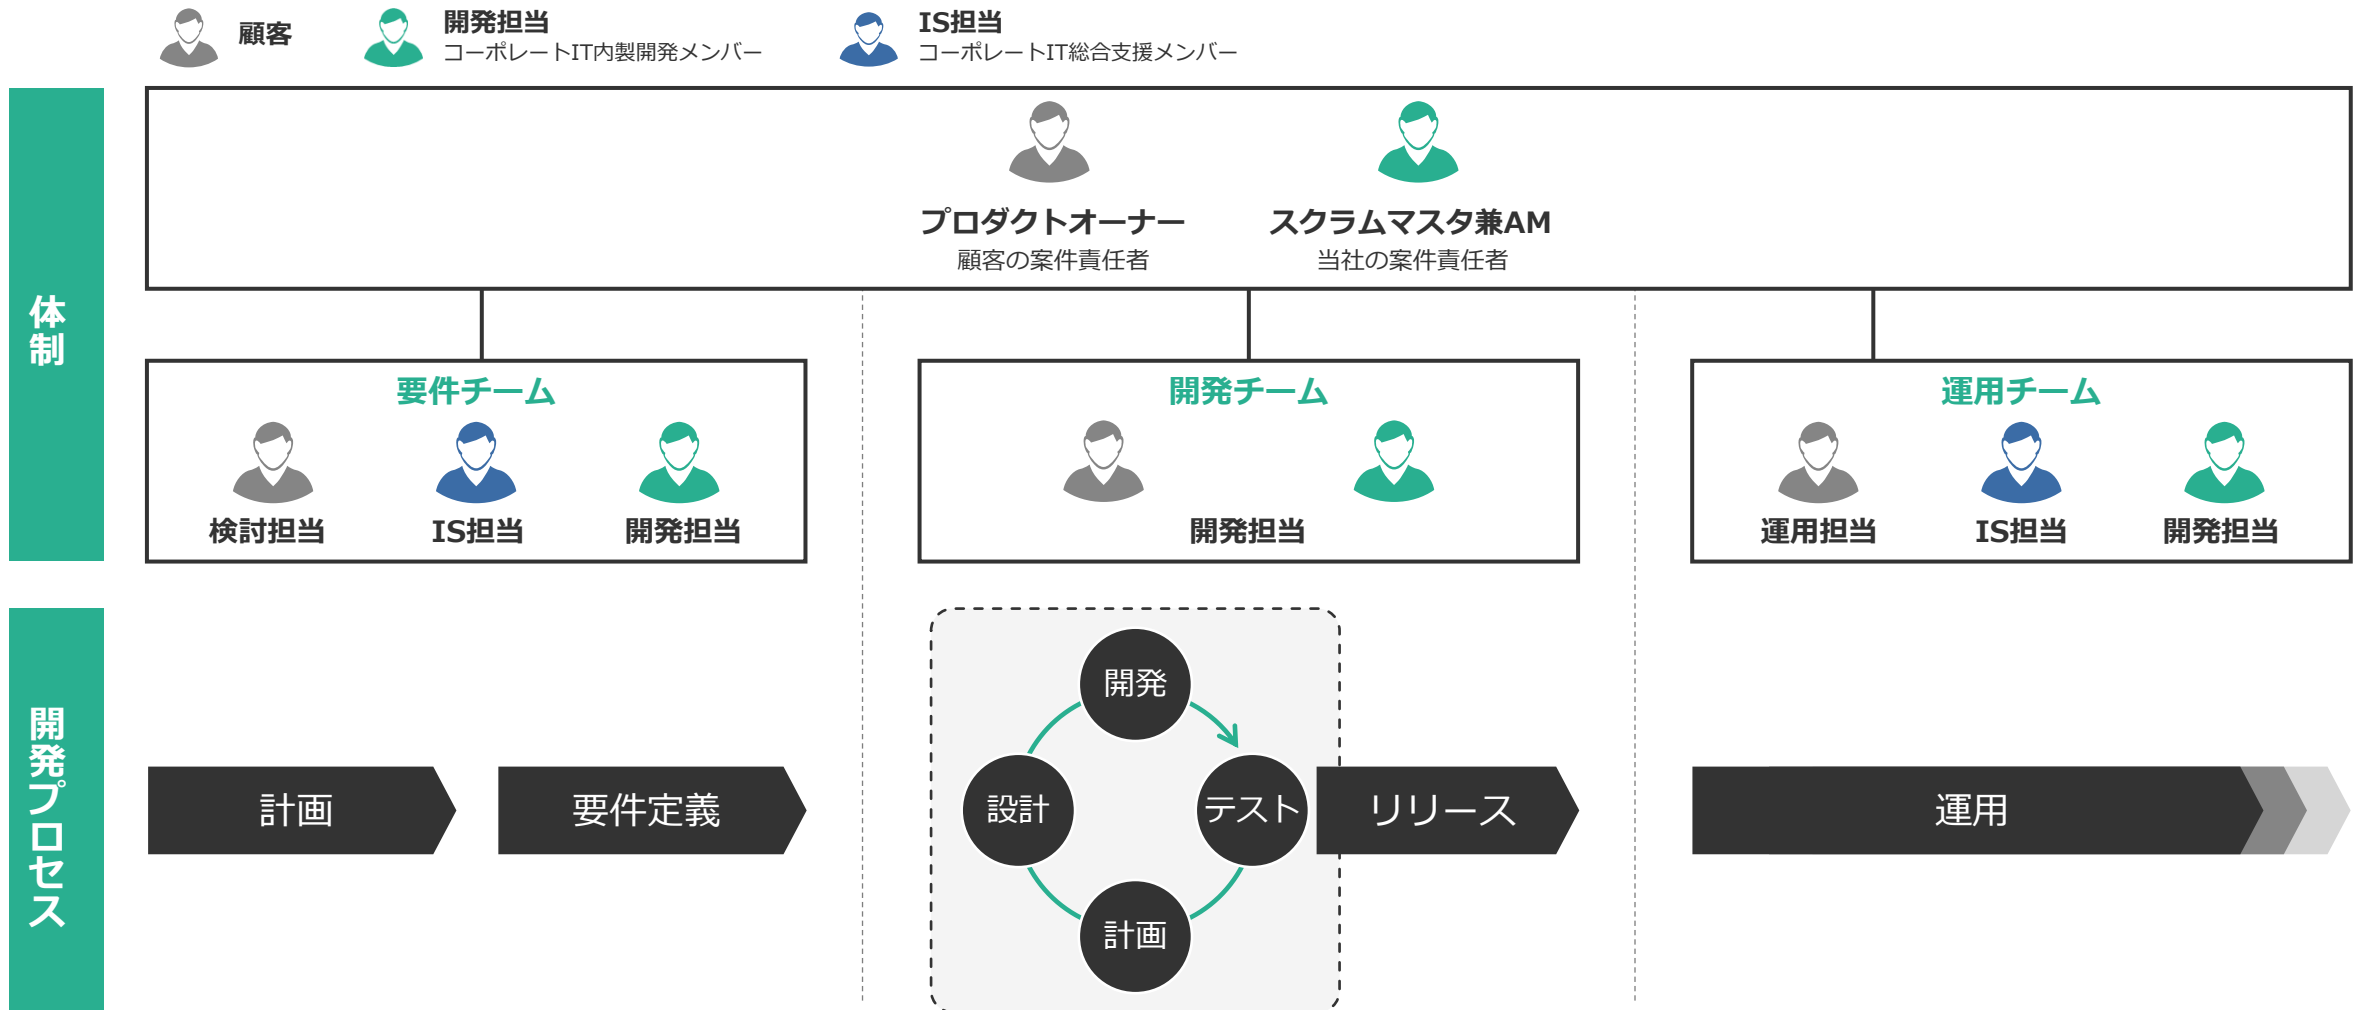 顧客
開発担当
コーポレートIT内製開発メンバー
IS担当
コーポレートIT総合支援メンバー
体制
プロダクトオーナー
顧客の案件責任者
スクラムマスタ兼AM
当社の案件責任者
要件チーム
検討担当
IS担当
開発担当
開発チーム
開発担当
運用チーム
運用担当
IS担当
開発担当
開発プロセス
計画
要件定義
開発
設計
テスト
計画
リリース
運用